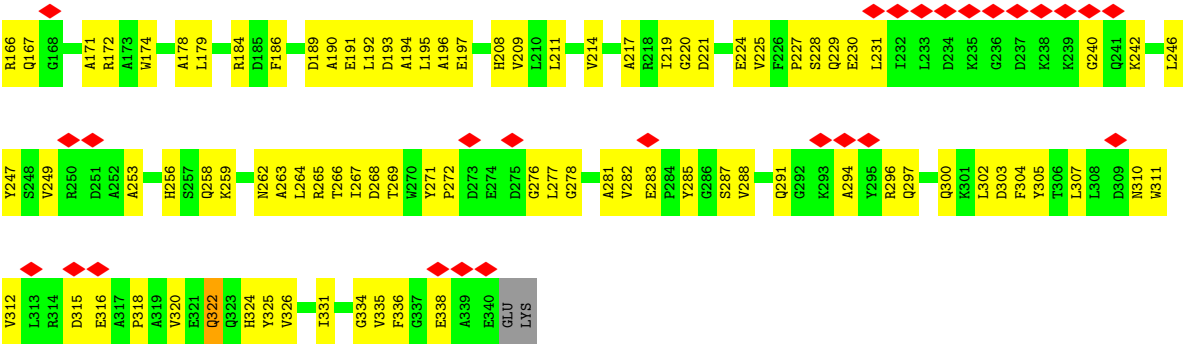 R166 Q167 G168 A171 R172 A173 W174 A178 L179 R184 D185 F186 D189 A190 E191 L192 D193 A194 L195 A196 E197 H208 V209 L210 L211 V214 A217 R218 I219 G220 D221 E224 V225 F226 P227 S228 Q229 E230 L231 I232 L233 D234 K235 G236 D237 K238 K239 G240 Q241 K242 L246
Y247 S248 V249 R250 D251 A252 A253 H256 S257 Q258 K259 N262 A263 L264 R265 T266 I267 D268 T269 W270 Y271 P272 D273 E274 D275 G276 L277 G278 A281 V282 E283 P284 Y285 G286 S287 V288 Q291 G292 K293 A294 Y295 R296 Q297 Q300 K301 L302 D303 F304 Y305 T306 L307 L308 D309 N310 W311
V312 L313 R314 D315 E316 A317 P318 A319 V320 E321 Q322 Q323 H324 Y325 V326 I331 G334 V335 F336 G337 E338 A339 E340 GLU LYS